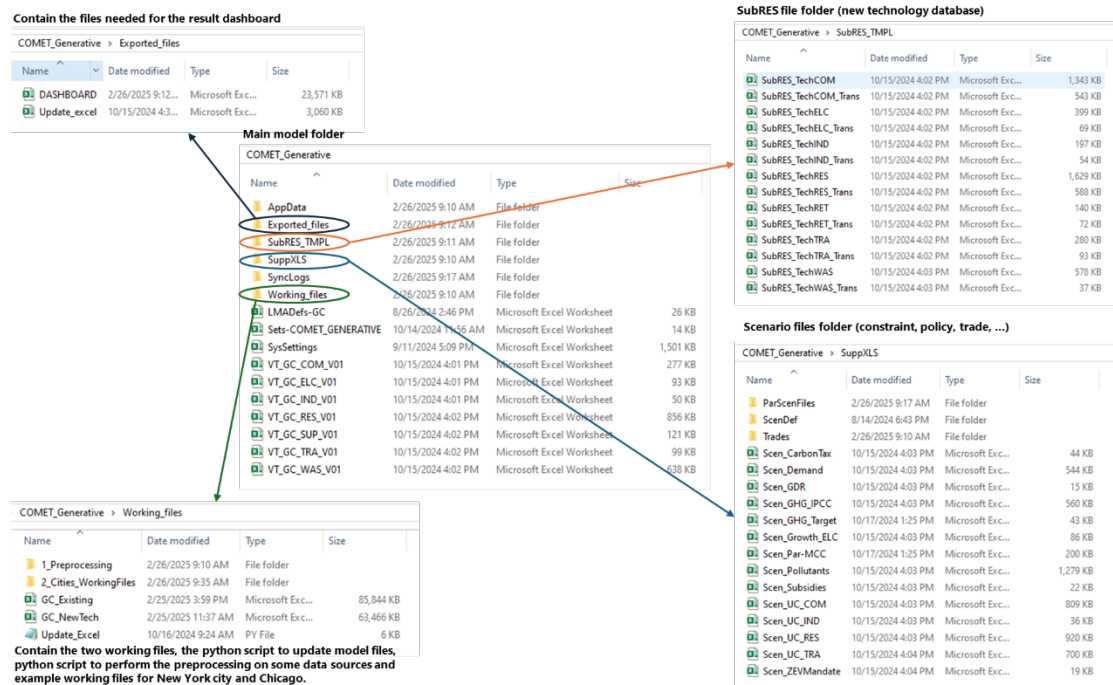 Contain the files needed for the result dashboard
COMET_Generative > Exported_files
Name Date modified Type Size
DASHBOARD 2/26/2025 9:12... Microsoft Exc... 23,571 KB
Update_excel 10/15/2024 4:3... Microsoft Exc... 3,060 KB
Main model folder
COMET_Generative
Name Date modified Type Size
AppData 2/26/2025 9:10 AM File folder
Exported_files 2/26/2025 9:12 AM File folder
SubRES_TMPL 2/26/2025 9:11 AM File folder
SuppXLS 2/26/2025 9:10 AM File folder
SyncLogs 2/26/2025 9:17 AM File folder
Working_files 2/26/2025 9:10 AM File folder
LMADefs-GC 8/26/2024 2:46 PM Microsoft Excel Worksheet 26 KB
Sets-COMET_GENERATIVE 10/14/2024 11:56 AM Microsoft Excel Worksheet 14 KB
SysSettings 9/11/2024 5:09 PM Microsoft Excel Worksheet 1,501 KB
VT_GC_COM_V01 10/15/2024 4:01 PM Microsoft Excel Worksheet 277 KB
VT_GC_ELC_V01 10/15/2024 4:01 PM Microsoft Excel Worksheet 93 KB
VT_GC_IND_V01 10/15/2024 4:01 PM Microsoft Excel Worksheet 50 KB
VT_GC_RES_V01 10/15/2024 4:02 PM Microsoft Excel Worksheet 856 KB
VT_GC_SUP_V01 10/15/2024 4:02 PM Microsoft Excel Worksheet 121 KB
VT_GC_TRA_V01 10/15/2024 4:02 PM Microsoft Excel Worksheet 99 KB
VT_GC_WAS_V01 10/15/2024 4:02 PM Microsoft Excel Worksheet 638 KB
COMET_Generative > Working_files
Name Date modified Type Size
1_Preprocessing 2/26/2025 9:10 AM File folder
2_Cities_WorkingFiles 2/26/2025 9:35 AM File folder
GC_Existing 2/25/2025 3:59 PM Microsoft Exc... 85,844 KB
GC_NewTech 2/25/2025 11:37 AM Microsoft Exc... 63,466 KB
Update_Excel 10/16/2024 9:24 AM PY File 6 KB
Contain the two working files, the python script to update model files,
python script to perform the preprocessing on some data sources and
example working files for New York city and Chicago.
SubRES file folder (new technology database)
COMET_Generative > SubRES_TMPL
Name Date modified Type Size
SubRES_TechCOM 10/15/2024 4:02 PM Microsoft Exc... 1,343 KB
SubRES_TechCOM_Trans 10/15/2024 4:02 PM Microsoft Exc... 543 KB
SubRES_TechELC 10/15/2024 4:02 PM Microsoft Exc... 399 KB
SubRES_TechELC_Trans 10/15/2024 4:02 PM Microsoft Exc... 69 KB
SubRES_TechIND 10/15/2024 4:02 PM Microsoft Exc... 197 KB
SubRES_TechIND_Trans 10/15/2024 4:02 PM Microsoft Exc... 54 KB
SubRES_TechRES 10/15/2024 4:02 PM Microsoft Exc... 1,629 KB
SubRES_TechRES_Trans 10/15/2024 4:02 PM Microsoft Exc... 588 KB
SubRES_TechRET 10/15/2024 4:02 PM Microsoft Exc... 140 KB
SubRES_TechRET_Trans 10/15/2024 4:02 PM Microsoft Exc... 72 KB
SubRES_TechTRA 10/15/2024 4:02 PM Microsoft Exc... 280 KB
SubRES_TechTRA_Trans 10/15/2024 4:02 PM Microsoft Exc... 93 KB
SubRES_TechWAS 10/15/2024 4:03 PM Microsoft Exc... 578 KB
SubRES_TechWAS_Trans 10/15/2024 4:03 PM Microsoft Exc... 37 KB
Scenario files folder (constraint, policy, trade, ...)
COMET_Generative > SuppXLS
Name Date modified Type Size
ParScenFiles 2/26/2025 9:17 AM File folder
ScenDef 8/14/2024 6:43 PM File folder
Trades 2/26/2025 9:10 AM File folder
Scen_CarbonTax 10/15/2024 4:03 PM Microsoft Exc... 44 KB
Scen_Demand 10/15/2024 4:03 PM Microsoft Exc... 544 KB
Scen_GDR 10/15/2024 4:03 PM Microsoft Exc... 15 KB
Scen_GHG_IPCC 10/15/2024 4:03 PM Microsoft Exc... 560 KB
Scen_GHG_Target 10/17/2024 1:25 PM Microsoft Exc... 43 KB
Scen_Growth_ELC 10/15/2024 4:03 PM Microsoft Exc... 86 KB
Scen_Par-MCC 10/17/2024 1:25 PM Microsoft Exc... 200 KB
Scen_Pollutants 10/15/2024 4:03 PM Microsoft Exc... 1,279 KB
Scen_Subsidies 10/15/2024 4:03 PM Microsoft Exc... 22 KB
Scen_UC_COM 10/15/2024 4:03 PM Microsoft Exc... 809 KB
Scen_UC_IND 10/15/2024 4:03 PM Microsoft Exc... 36 KB
Scen_UC_RES 10/15/2024 4:03 PM Microsoft Exc... 920 KB
Scen_UC_TRA 10/15/2024 4:04 PM Microsoft Exc... 700 KB
Scen_ZEVMandate 10/15/2024 4:04 PM Microsoft Exc... 19 KB